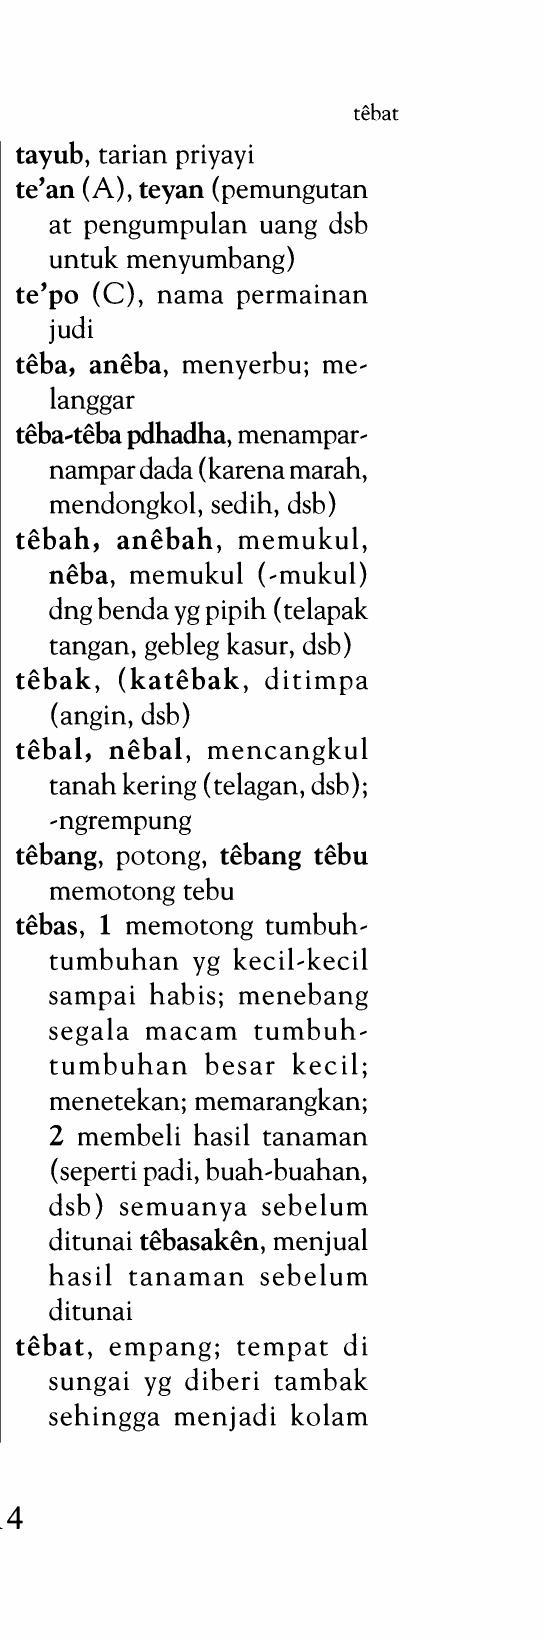 têbat
tayub, tarian priyayi
te’an (A), teyan (pemungutan
at pengumpulan uang dsb
untuk menyumbang)
te’po (C), nama permainan
judi
têba, anêba, menyerbu; me-
langgar
têba-têba pdhadha, menampar-
nampar dada (karena marah,
mendongkol, sedih, dsb)
têbah, anêbah, memukul,
nêba, memukul (-mukul)
dng benda yg pipih (telapak
tangan, gebleg kasur, dsb)
têbak, (katêbak, ditimpa
(angin, dsb)
têbal, nêbal, mencangkul
tanah kering (telagan, dsb);
-ngrempung
têbang, potong, têbang têbu
memotong tebu
têbas, 1 memotong tumbuh-
tumbuhan yg kecil-kecil
sampai habis; menebang
segala macam tumbuh-
tumbuhan besar kecil;
menetekan; memarangkan;
2 membeli hasil tanaman
(seperti padi, buah-buahan,
dsb) semuanya sebelum
ditunai têbasakên, menjual
hasil tanaman sebelum
ditunai
têbat, empang; tempat di
sungai yg diberi tambak
sehingga menjadi kolam
4